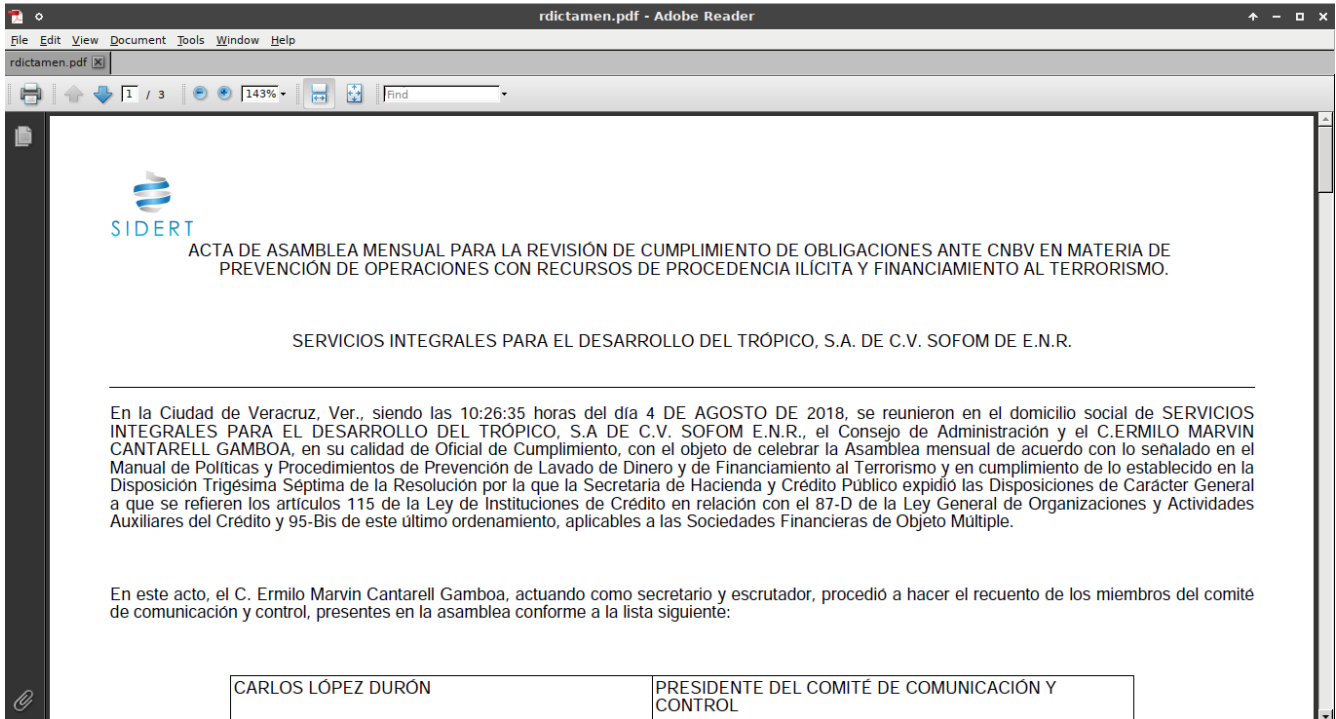 rdictamen.pdf - Adobe Reader
File Edit View Document Tools Window Help
rdictamen.pdf
1 / 3 143% Find
SIDERT
ACTA DE ASAMBLEA MENSUAL PARA LA REVISIÓN DE CUMPLIMIENTO DE OBLIGACIONES ANTE CNBV EN MATERIA DE
PREVENCIÓN DE OPERACIONES CON RECURSOS DE PROCEDENCIA ILÍCITA Y FINANCIAMIENTO AL TERRORISMO.
SERVICIOS INTEGRALES PARA EL DESARROLLO DEL TRÓPICO, S.A. DE C.V. SOFOM DE E.N.R.
En la Ciudad de Veracruz, Ver., siendo las 10:26:35 horas del día 4 DE AGOSTO DE 2018, se reunieron en el domicilio social de SERVICIOS
INTEGRALES PARA EL DESARROLLO DEL TRÓPICO, S.A DE C.V. SOFOM E.N.R., el Consejo de Administración y el C.ERMILO MARVIN
CANTARELL GAMBOA, en su calidad de Oficial de Cumplimiento, con el objeto de celebrar la Asamblea mensual de acuerdo con lo señalado en el
Manual de Políticas y Procedimientos de Prevención de Lavado de Dinero y de Financiamiento al Terrorismo y en cumplimiento de lo establecido en la
Disposición Trigésima Séptima de la Resolución por la que la Secretaria de Hacienda y Crédito Público expidió las Disposiciones de Carácter General
a que se refieren los artículos 115 de la Ley de Instituciones de Crédito en relación con el 87-D de la Ley General de Organizaciones y Actividades
Auxiliares del Crédito y 95-Bis de este último ordenamiento, aplicables a las Sociedades Financieras de Objeto Múltiple.
En este acto, el C. Ermilo Marvin Cantarell Gamboa, actuando como secretario y escrutador, procedió a hacer el recuento de los miembros del comité
de comunicación y control, presentes en la asamblea conforme a la lista siguiente:
CARLOS LÓPEZ DURÓN PRESIDENTE DEL COMITÉ DE COMUNICACIÓN Y
CONTROL